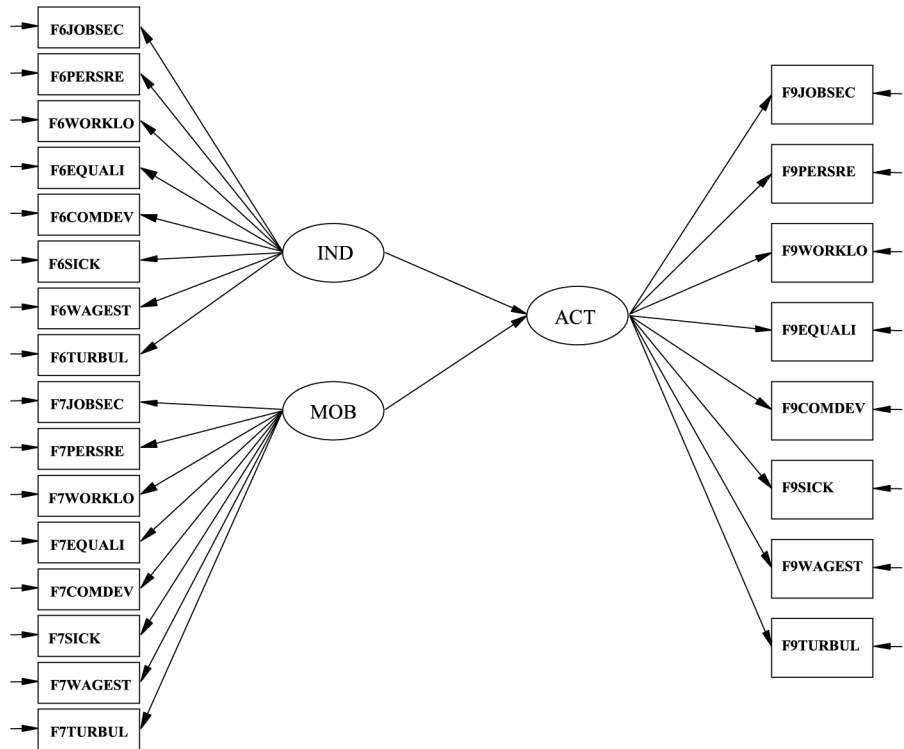 F6JOBSEC
F6PERSRE
F6WORKLO
F6EQUALI
F6COMDEV
F6SICK
F6WAGEST
F6TURBUL
F7JOBSEC
F7PERSRE
F7WORKLO
F7EQUALI
F7COMDEV
F7SICK
F7WAGEST
F7TURBUL
IND
MOB
ACT
F9JOBSEC
F9PERSRE
F9WORKLO
F9EQUALI
F9COMDEV
F9SICK
F9WAGEST
F9TURBUL